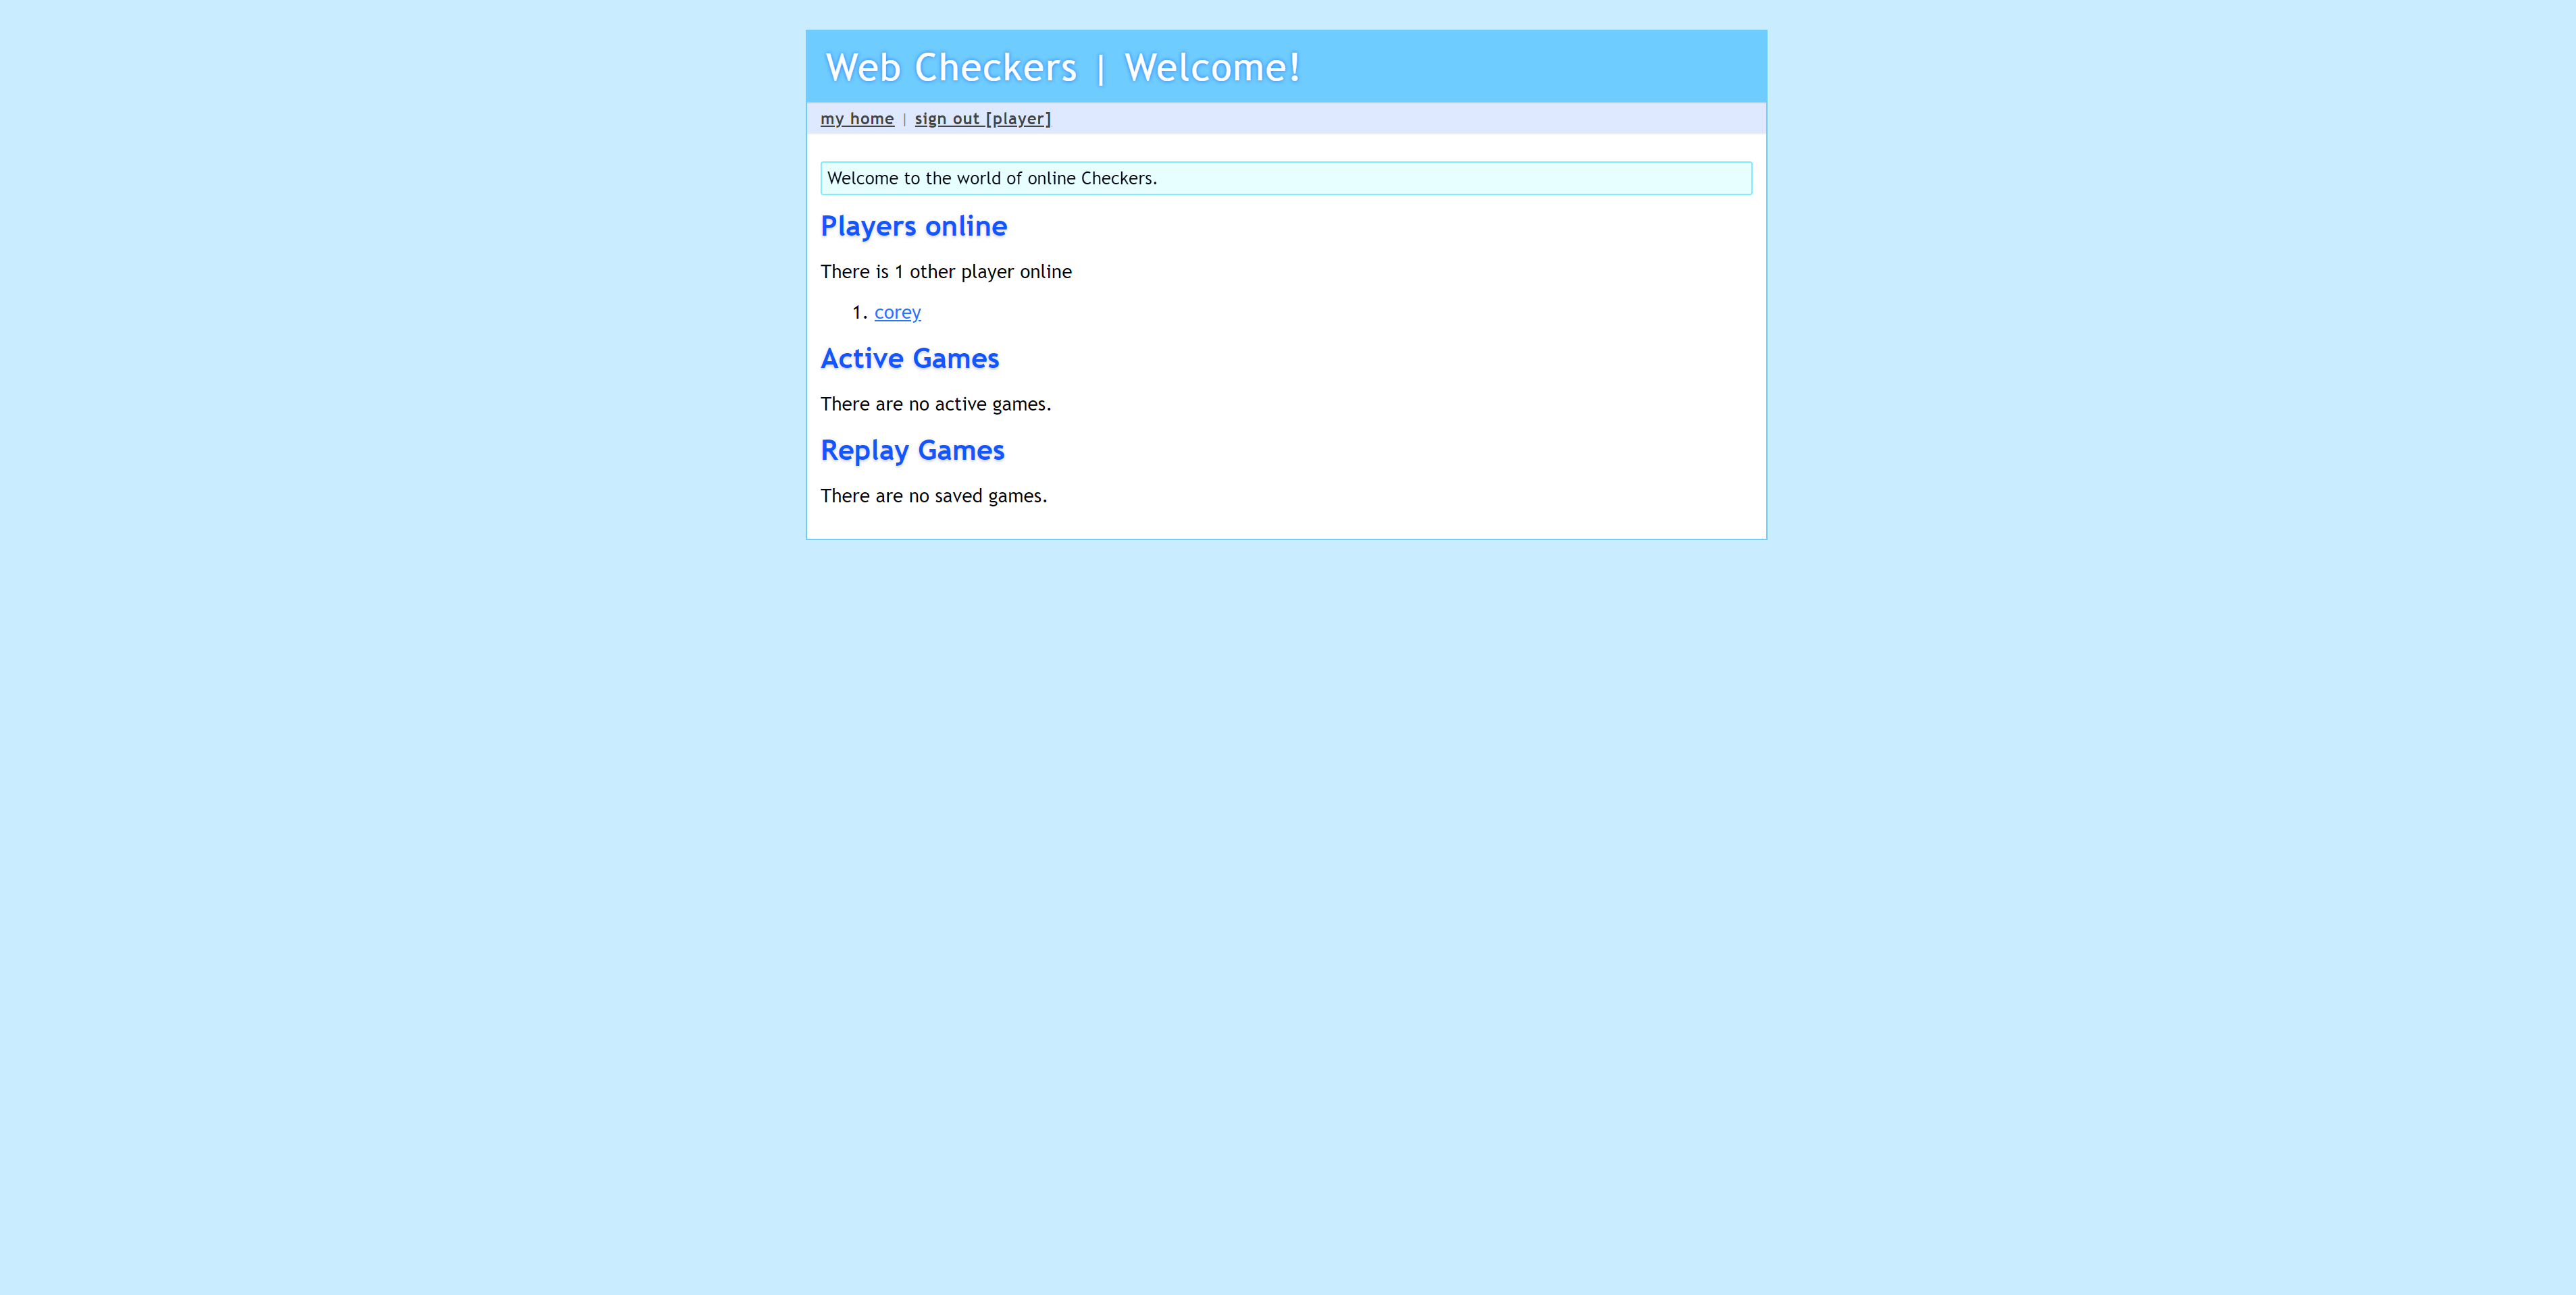 Web Checkers | Welcome!
my home | sign out [player]
Welcome to the world of online Checkers.
Players online
There is 1 other player online
1. corey
Active Games
There are no active games.
Replay Games
There are no saved games.